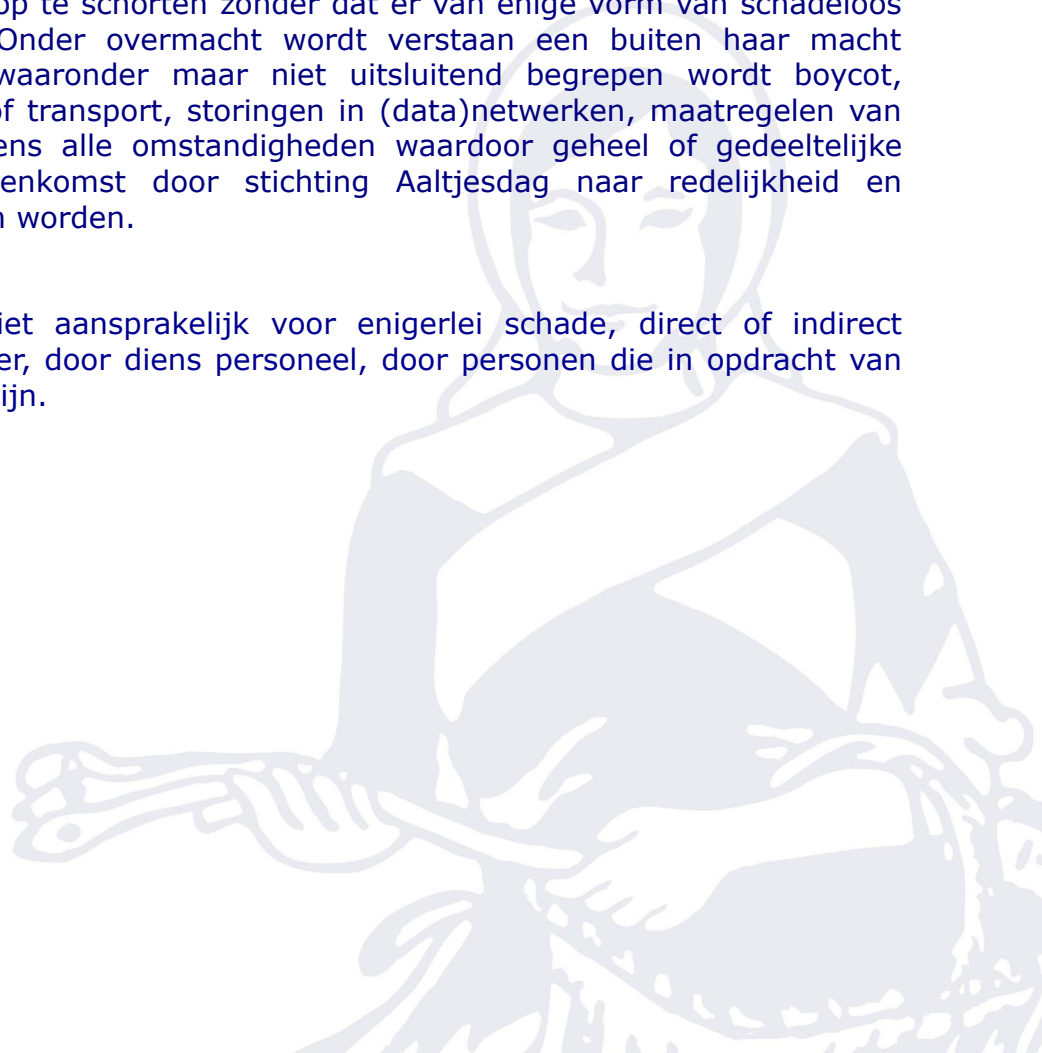 op te schorten zonder dat er van enige vorm van schadeloos
Onder overmacht wordt verstaan een buiten haar macht
waaronder maar niet uitsluitend begrepen wordt boycot,
of transport, storingen in (data)netwerken, maatregelen van
ens alle omstandigheden waardoor geheel of gedeeltelijke
enkomst door stichting Aaltjesdag naar redelijkheid en
n worden.
iet aansprakelijk voor enigerlei schade, direct of indirect
er, door diens personeel, door personen die in opdracht van
ijn.